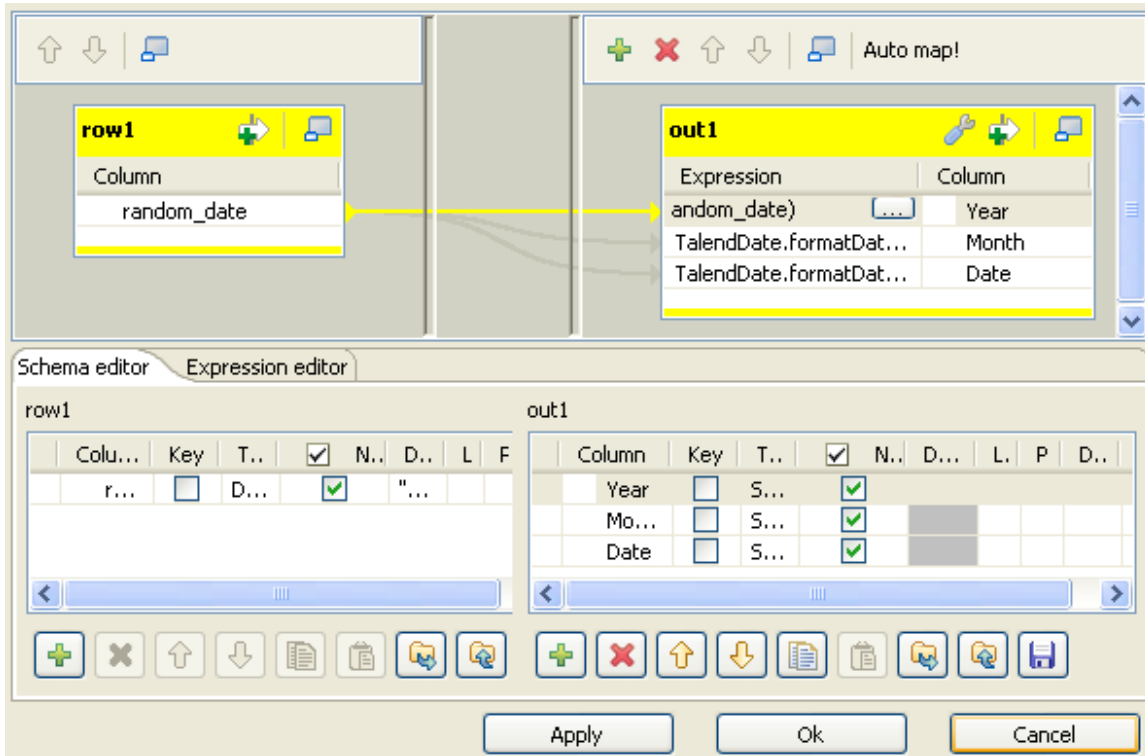 Auto map!
row1
out1
Column
Expression Column
random_date
andom_date) ... Year
TalendDate.formatDat... Month
TalendDate.formatDat... Date
Schema editor Expression editor
row1
out1
Colu... Key T.. N.. D.. L F
r... D... "...
Column Key T.. N.. D... L. P D..
Year S...
Mo... S...
Date S...
Apply Ok Cancel